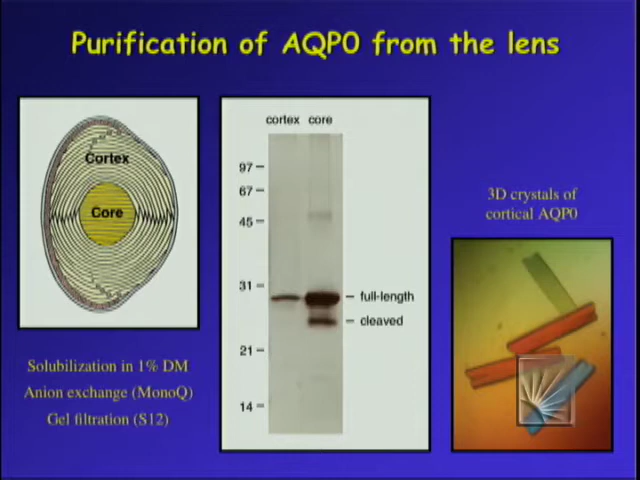 Purification of AQP0 from the lens
Cortex
Core
Solubilization in 1% DM
Anion exchange (MonoQ)
Gel filtration (S12)
cortex core
97
67
45
31
21
14
full-length
cleaved
3D crystals of
cortical AQP0